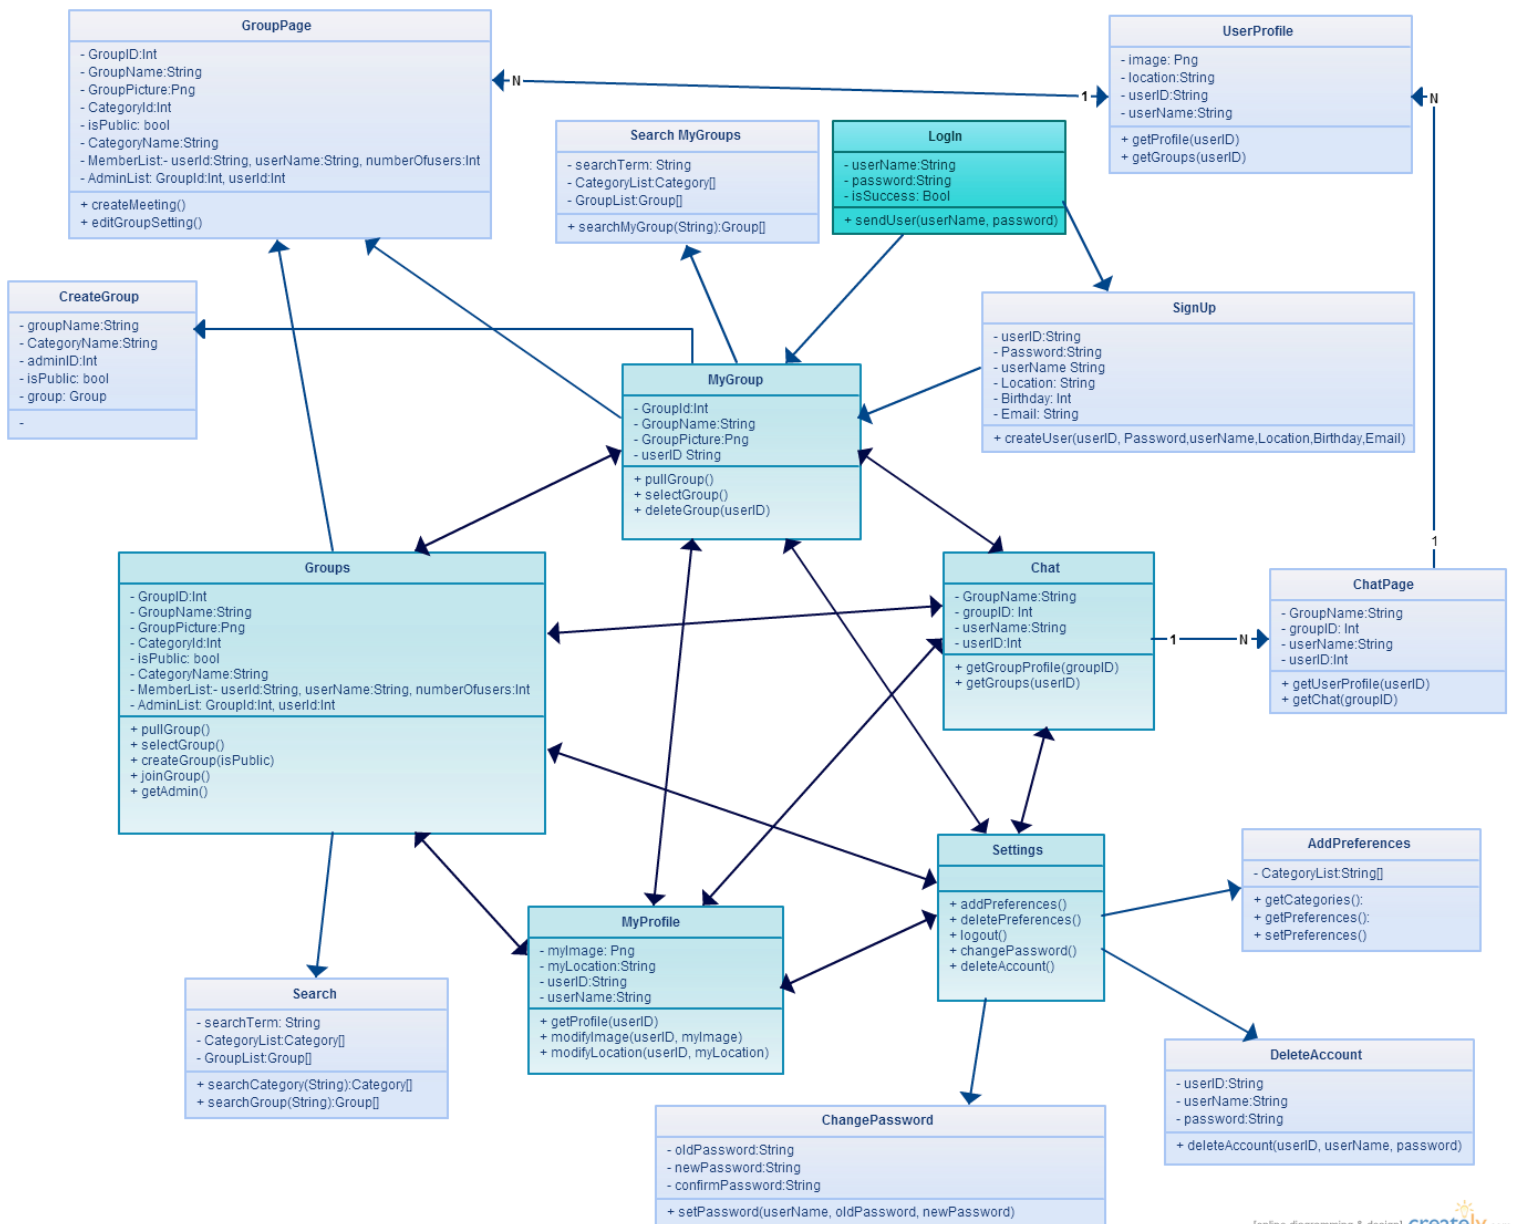 GroupPage
- GroupID:Int
- GroupName:String
- GroupPicture:Png
- CategoryId:Int
- isPublic: bool
- CategoryName:String
- MemberList:- userId:String, userName:String, numberOfusers:Int
- AdminList: GroupId:Int, userId:Int
+ createMeeting()
+ editGroupSetting()
N
1
UserProfile
- image: Png
- location:String
- userID:String
- userName:String
+ getProfile(userID)
+ getGroups(userID)
N
1
Search MyGroups
- searchTerm: String
- CategoryList:Category[]
- GroupList:Group[]
+ searchMyGroup(String):Group[]
LogIn
- userName:String
- password:String
- isSuccess: Bool
+ sendUser(userName, password)
CreateGroup
- groupName:String
- CategoryName:String
- adminID:Int
- isPublic: bool
- group: Group
-
SignUp
- userID:String
- Password:String
- userName String
- Location: String
- Birthday: Int
- Email: String
+ createUser(userID, Password,userName,Location,Birthday,Email)
MyGroup
- GroupId:Int
- GroupName:String
- GroupPicture:Png
- userID String
+ pullGroup()
+ selectGroup()
+ deleteGroup(userID)
Groups
- GroupID:Int
- GroupName:String
- GroupPicture:Png
- CategoryId:Int
- isPublic: bool
- CategoryName:String
- MemberList:- userId:String, userName:String, numberOfusers:Int
- AdminList: GroupId:Int, userId:Int
+ pullGroup()
+ selectGroup()
+ createGroup(isPublic)
+ joinGroup()
+ getAdmin()
Chat
- GroupName:String
- groupID: Int
- userName:String
- userID:Int
+ getGroupProfile(groupID)
+ getGroups(userID)
1
N
ChatPage
- GroupName:String
- groupID: Int
- userName:String
- userID:Int
+ getUserProfile(userID)
+ getChat(groupID)
Settings
+ addPreferences()
+ deletePreferences()
+ logout()
+ changePassword()
+ deleteAccount()
AddPreferences
- CategoryList:String[]
+ getCategories():
+ getPreferences():
+ setPreferences()
MyProfile
- myImage: Png
- myLocation:String
- userID:String
- userName:String
+ getProfile(userID)
+ modifyImage(userID, myImage)
+ modifyLocation(userID, myLocation)
Search
- searchTerm: String
- CategoryList:Category[]
- GroupList:Group[]
+ searchCategory(String):Category[]
+ searchGroup(String):Group[]
DeleteAccount
- userID:String
- userName:String
- password:String
+ deleteAccount(userID, userName, password)
ChangePassword
- oldPassword:String
- newPassword:String
- confirmPassword:String
+ setPassword(userName, oldPassword, newPassword)
[online diagramming & design] creately